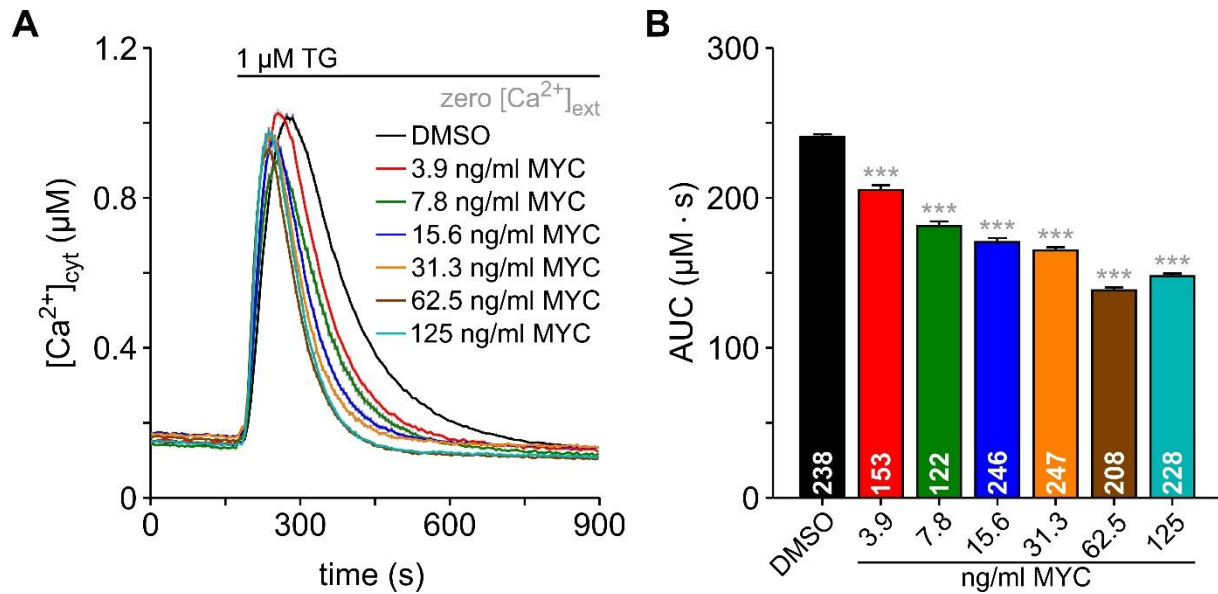 A
1.2
0.8
0.4
0
[Ca²⁺]cyt (µM)
1 µM TG
zero [Ca²⁺]ext
DMSO
3.9 ng/ml MYC
7.8 ng/ml MYC
15.6 ng/ml MYC
31.3 ng/ml MYC
62.5 ng/ml MYC
125 ng/ml MYC
0 300 600 900
time (s)
B
300
200
100
0
AUC (µM · s)
*** *** *** *** *** ***
238 153 122 246 247 208 228
DMSO 3.9 7.8 15.6 31.3 62.5 125
ng/ml MYC